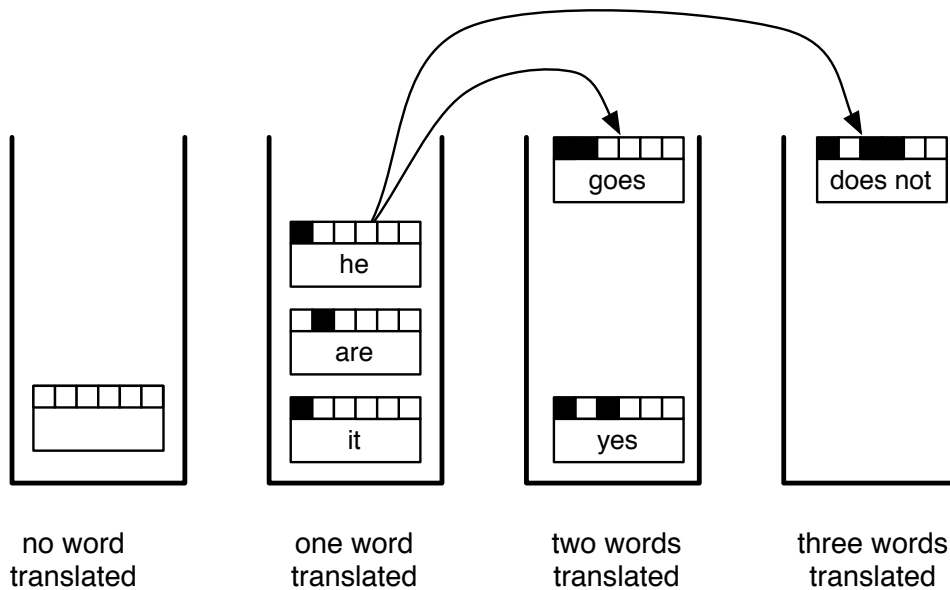 goes
does not
he
are
it
yes
no word
translated
one word
translated
two words
translated
three words
translated